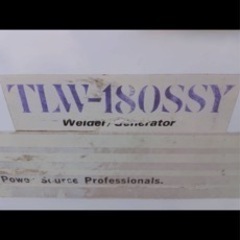 TLW-180SSY
Welder/Generator
Power Source Professionals.